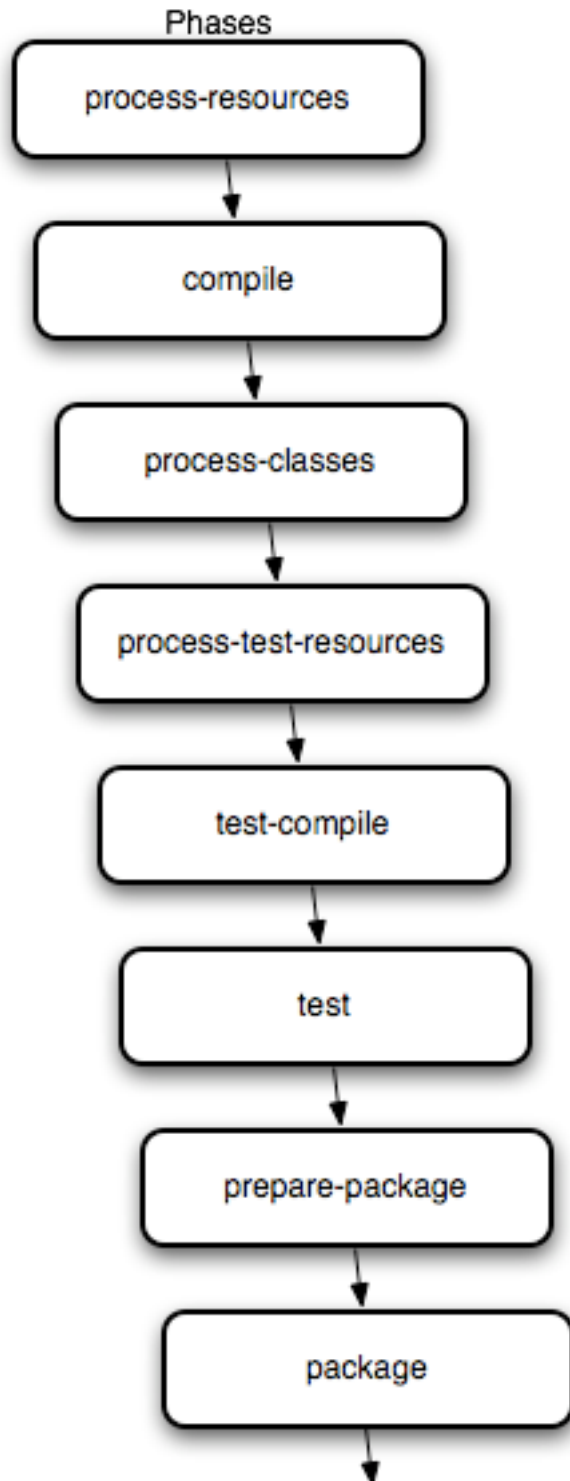 Phases
process-resources
compile
process-classes
process-test-resources
test-compile
test
prepare-package
package